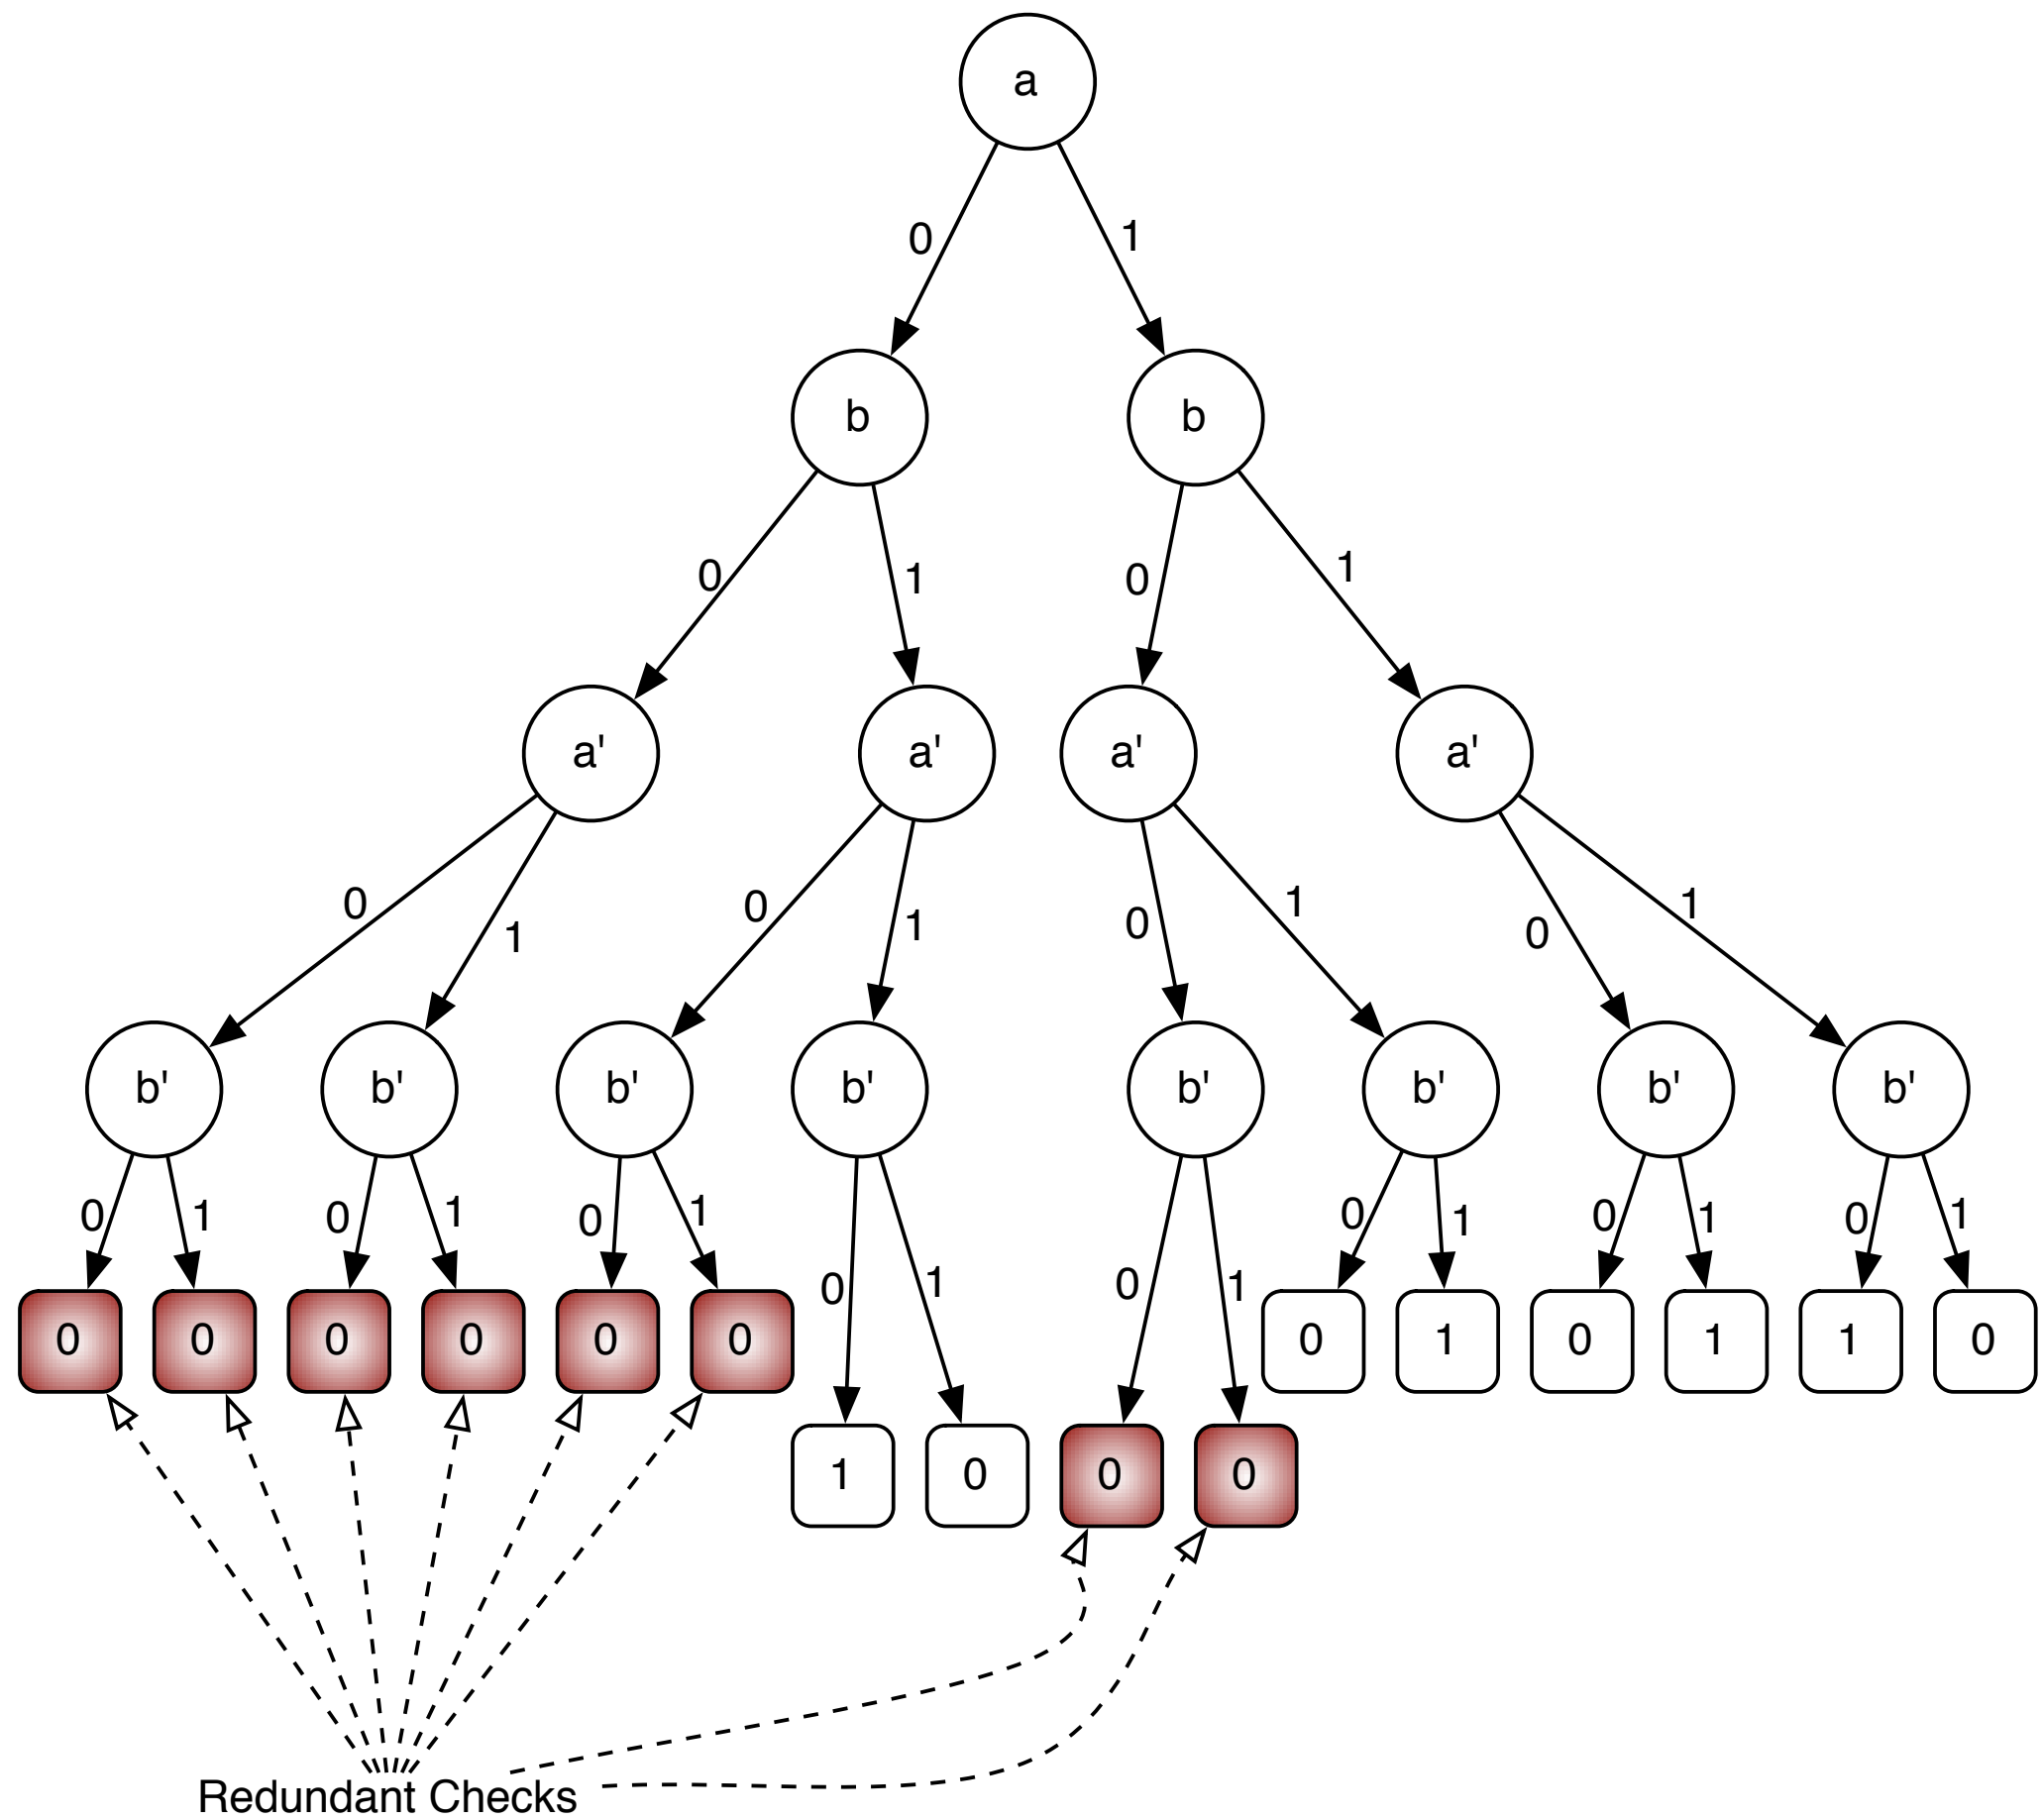 a
0 1
b b
0 1 0 1
a' a' a' a'
0 1 0 1 0 1 0 1
b' b' b' b' b' b' b' b'
0 1 0 1 0 1 0 1 0 1 0 1 0 1 0 1
0 0 0 0 0 0 0 1 0 1 1 0
1 0 0 0
Redundant Checks